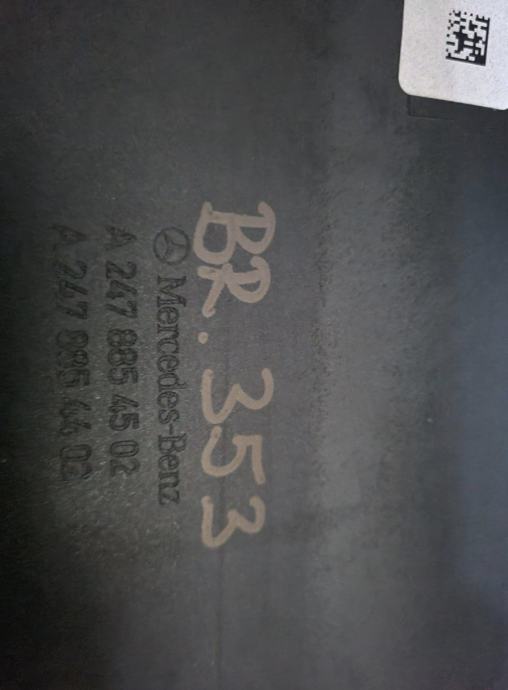 BR. 353
Mercedes-Benz
A 247 885 45 02
A 247 885 44 02